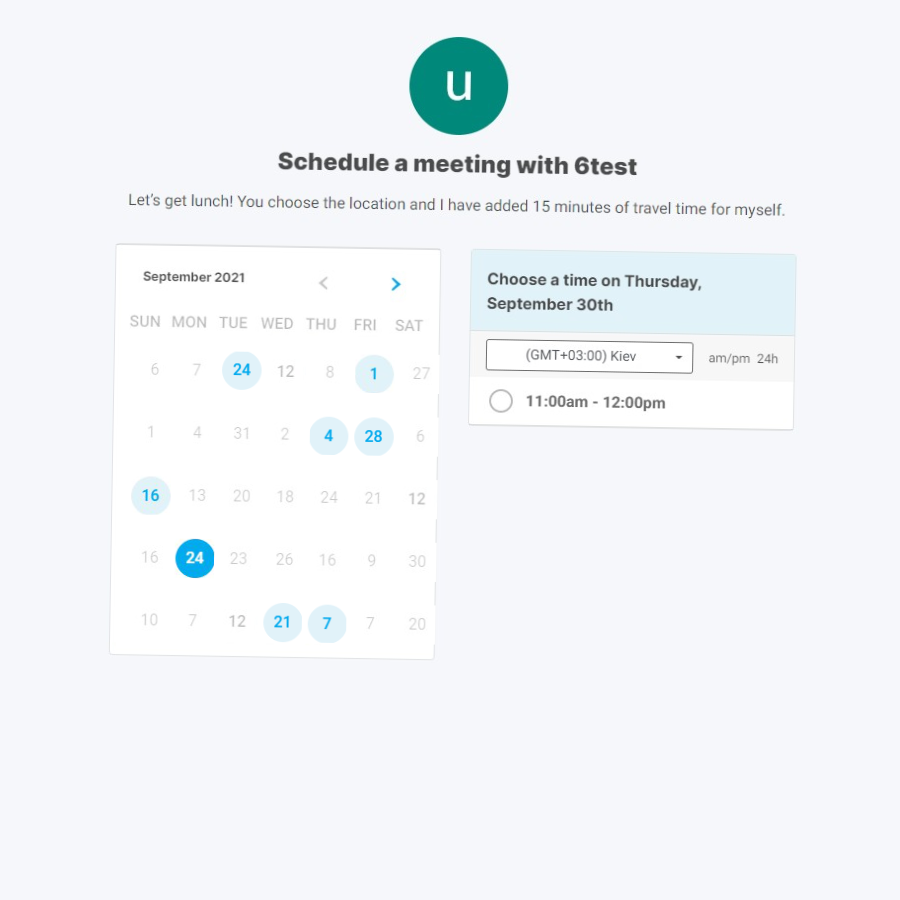 u
Schedule a meeting with 6test
Let's get lunch! You choose the location and I have added 15 minutes of travel time for myself.
September 2021
SUN MON TUE WED THU FRI SAT
6 7 24 12 8 1 27
1 4 31 2 4 28 6
16 13 20 18 24 21 12
16 24 23 26 16 9 30
10 7 12 21 7 7 20
Choose a time on Thursday,
September 30th
(GMT+03:00) Kiev am/pm 24h
11:00am - 12:00pm